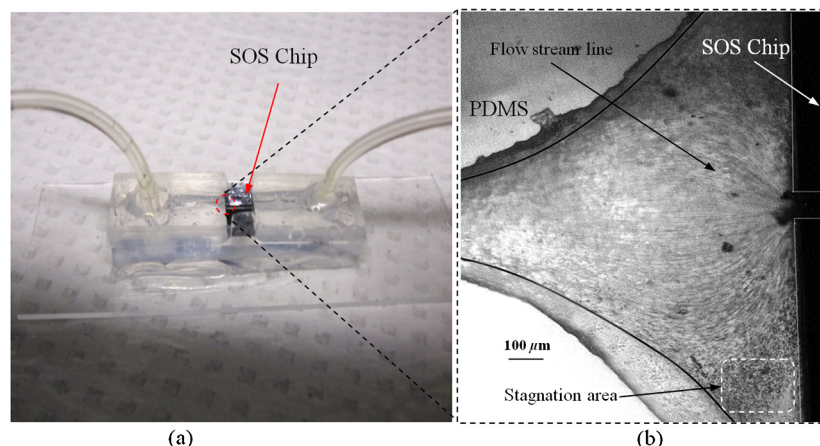 SOS Chip
Flow stream line
SOS Chip
PDMS
100 µm
Stagnation area
(a)
(b)